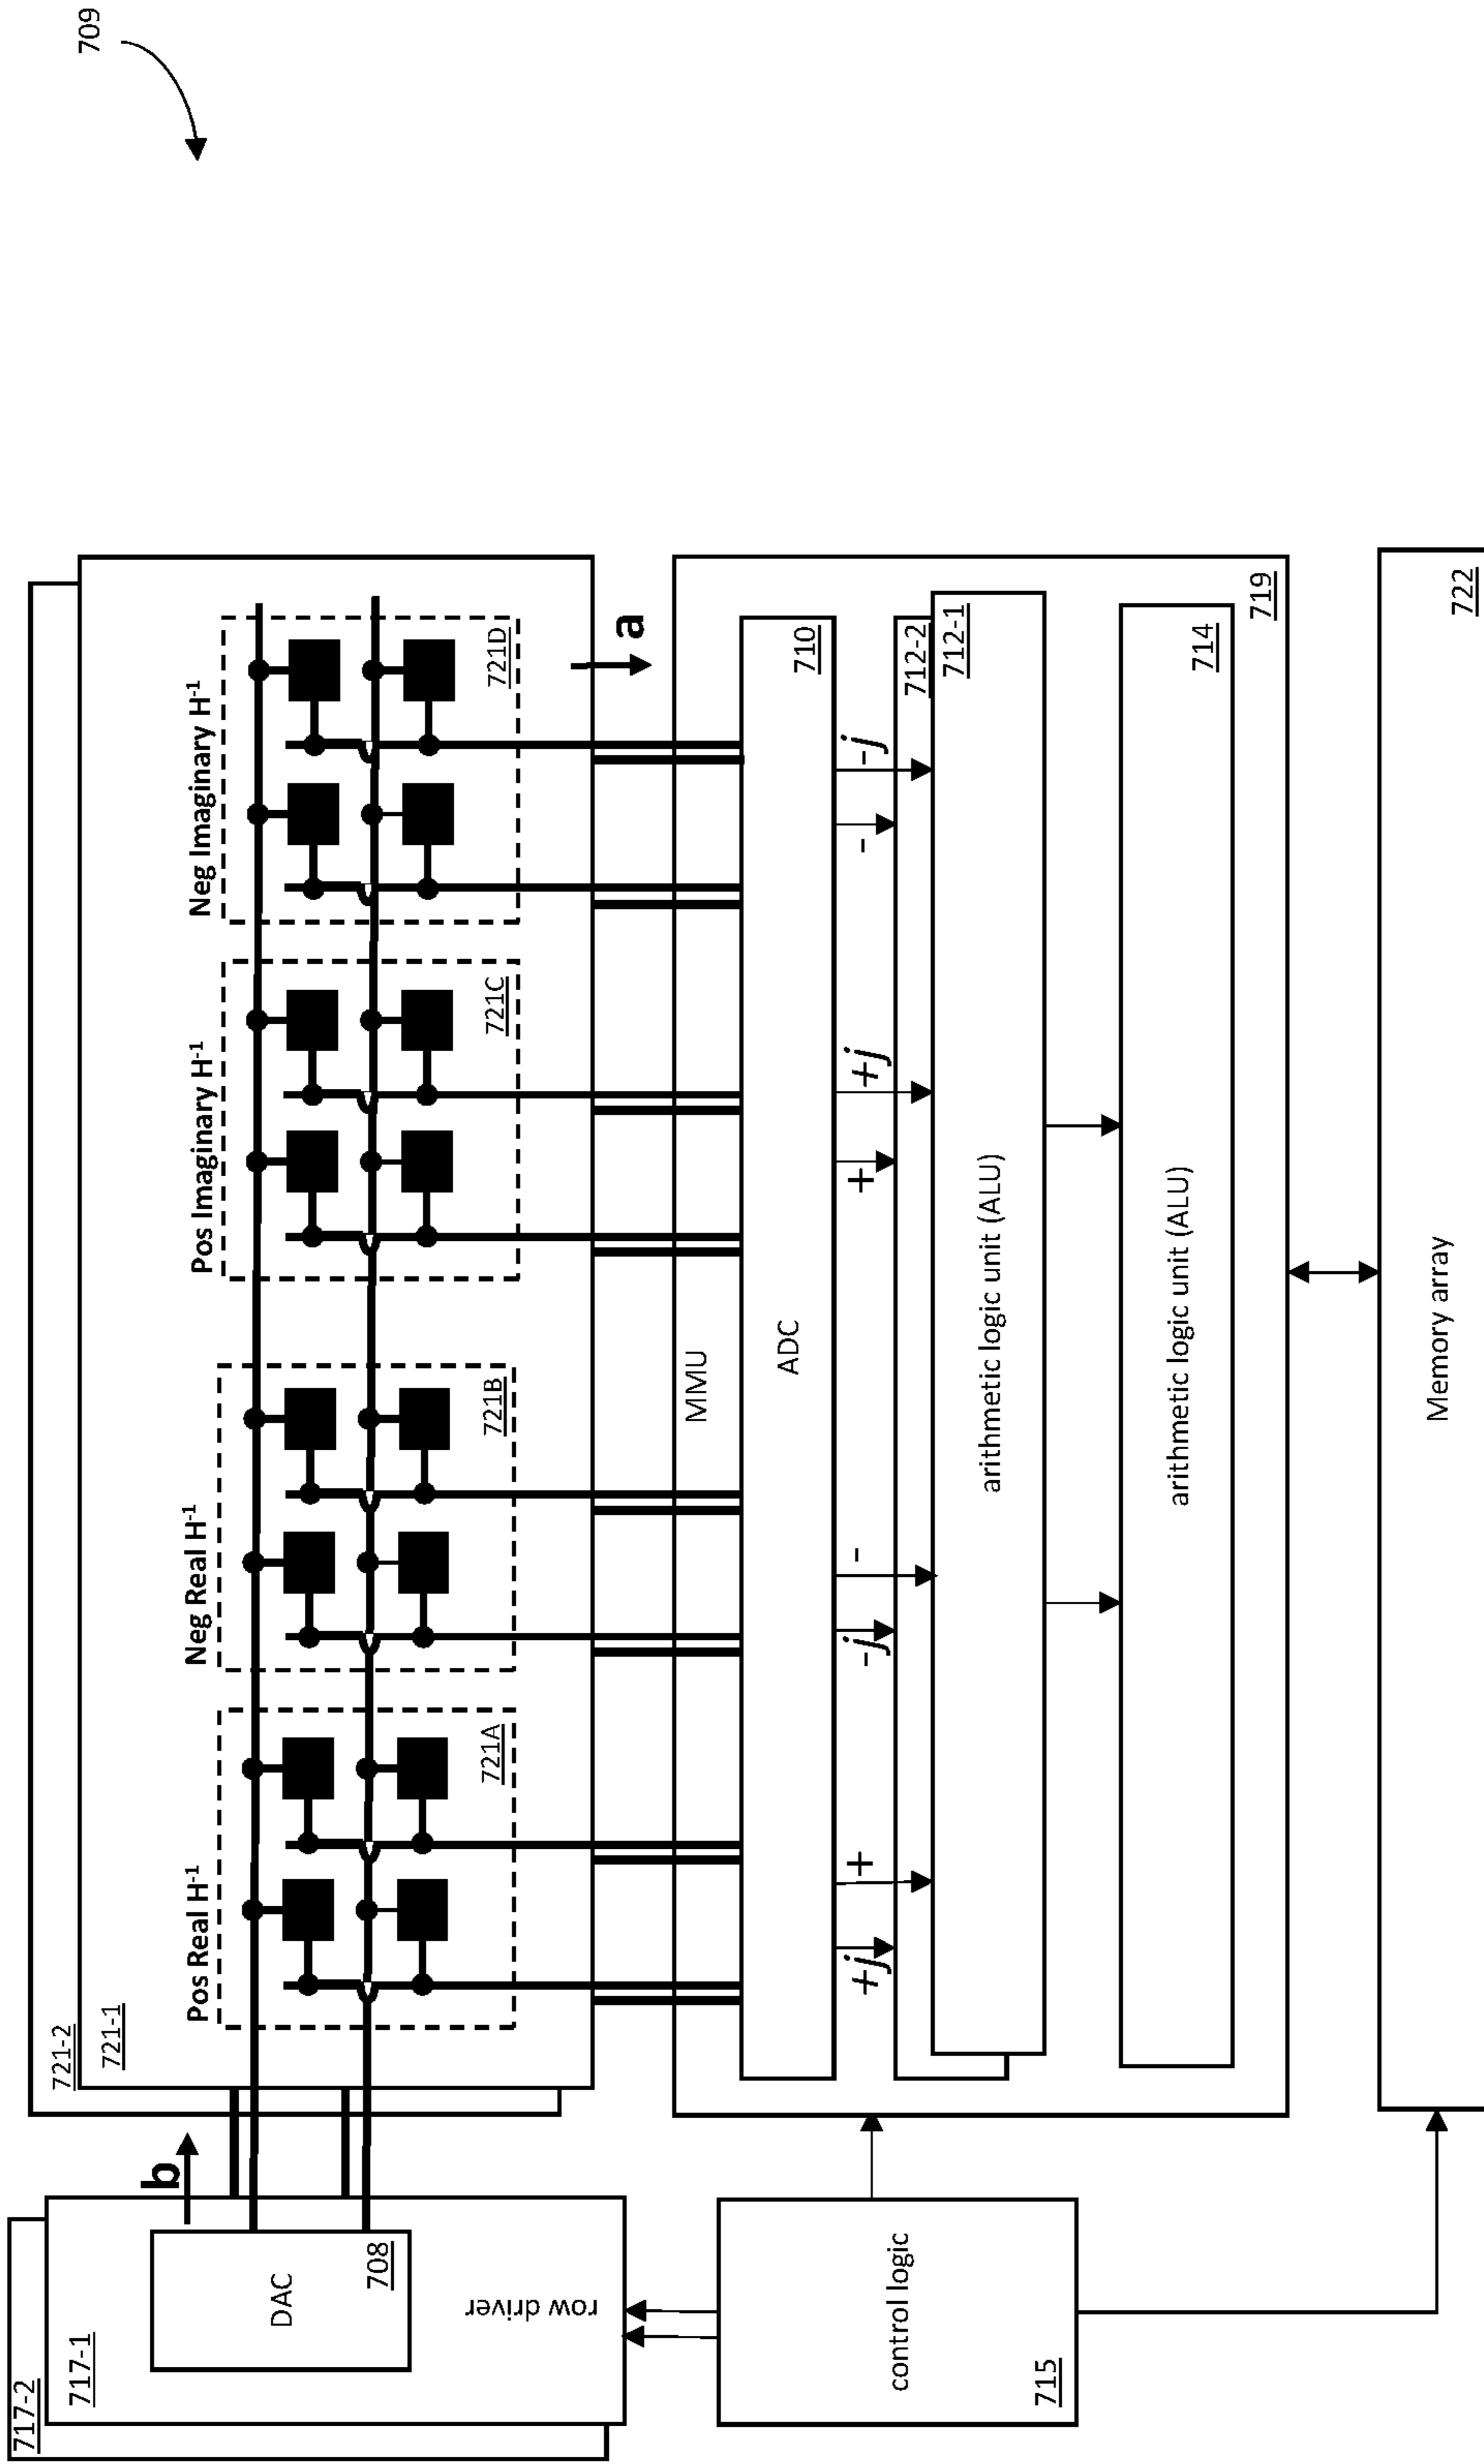 709
721-2
721-1
Pos Real H-1
Neg Real H-1
Pos Imaginary H-1
Neg Imaginary H-1
721A
721B
721C
721D
717-2
717-1
b
DAC
708
row driver
a
MMU
ADC
710
+j
+
-j
-
+
+j
-
-j
712-2
712-1
arithmetic logic unit (ALU)
arithmetic logic unit (ALU)
714
719
control logic
715
Memory array
722